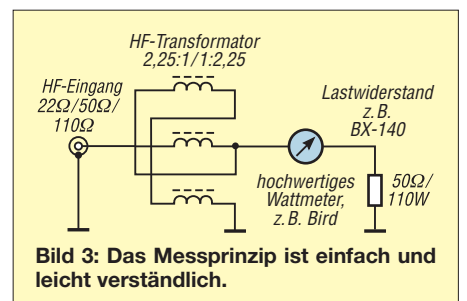 HF-Transformator
2,25:1/1:2,25
HF-Eingang
22Ω/50Ω/
110Ω
Lastwiderstand
z. B.
BX-140
hochwertiges
Wattmeter,
z. B. Bird
50Ω/
110W
Bild 3: Das Messprinzip ist einfach und
leicht verständlich.